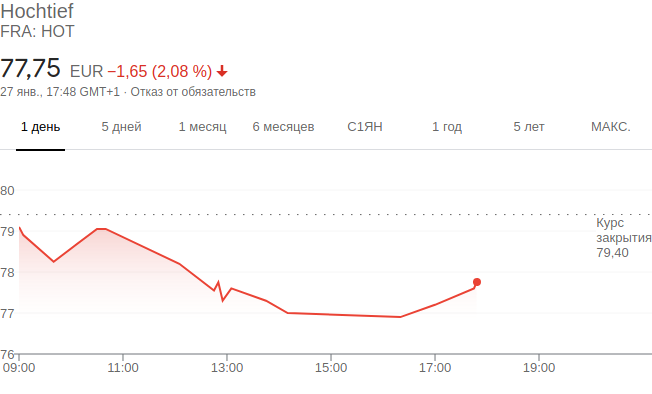 Hochtief
FRA: HOT
77,75 EUR −1,65 (2,08 %)
27 янв., 17:48 GMT+1 · Отказ от обязательств
1 день 5 дней 1 месяц 6 месяцев С1ЯН 1 год 5 лет МАКС.
80
79
78
77
76
Курс
закрытия
79,40
09:00 11:00 13:00 15:00 17:00 19:00